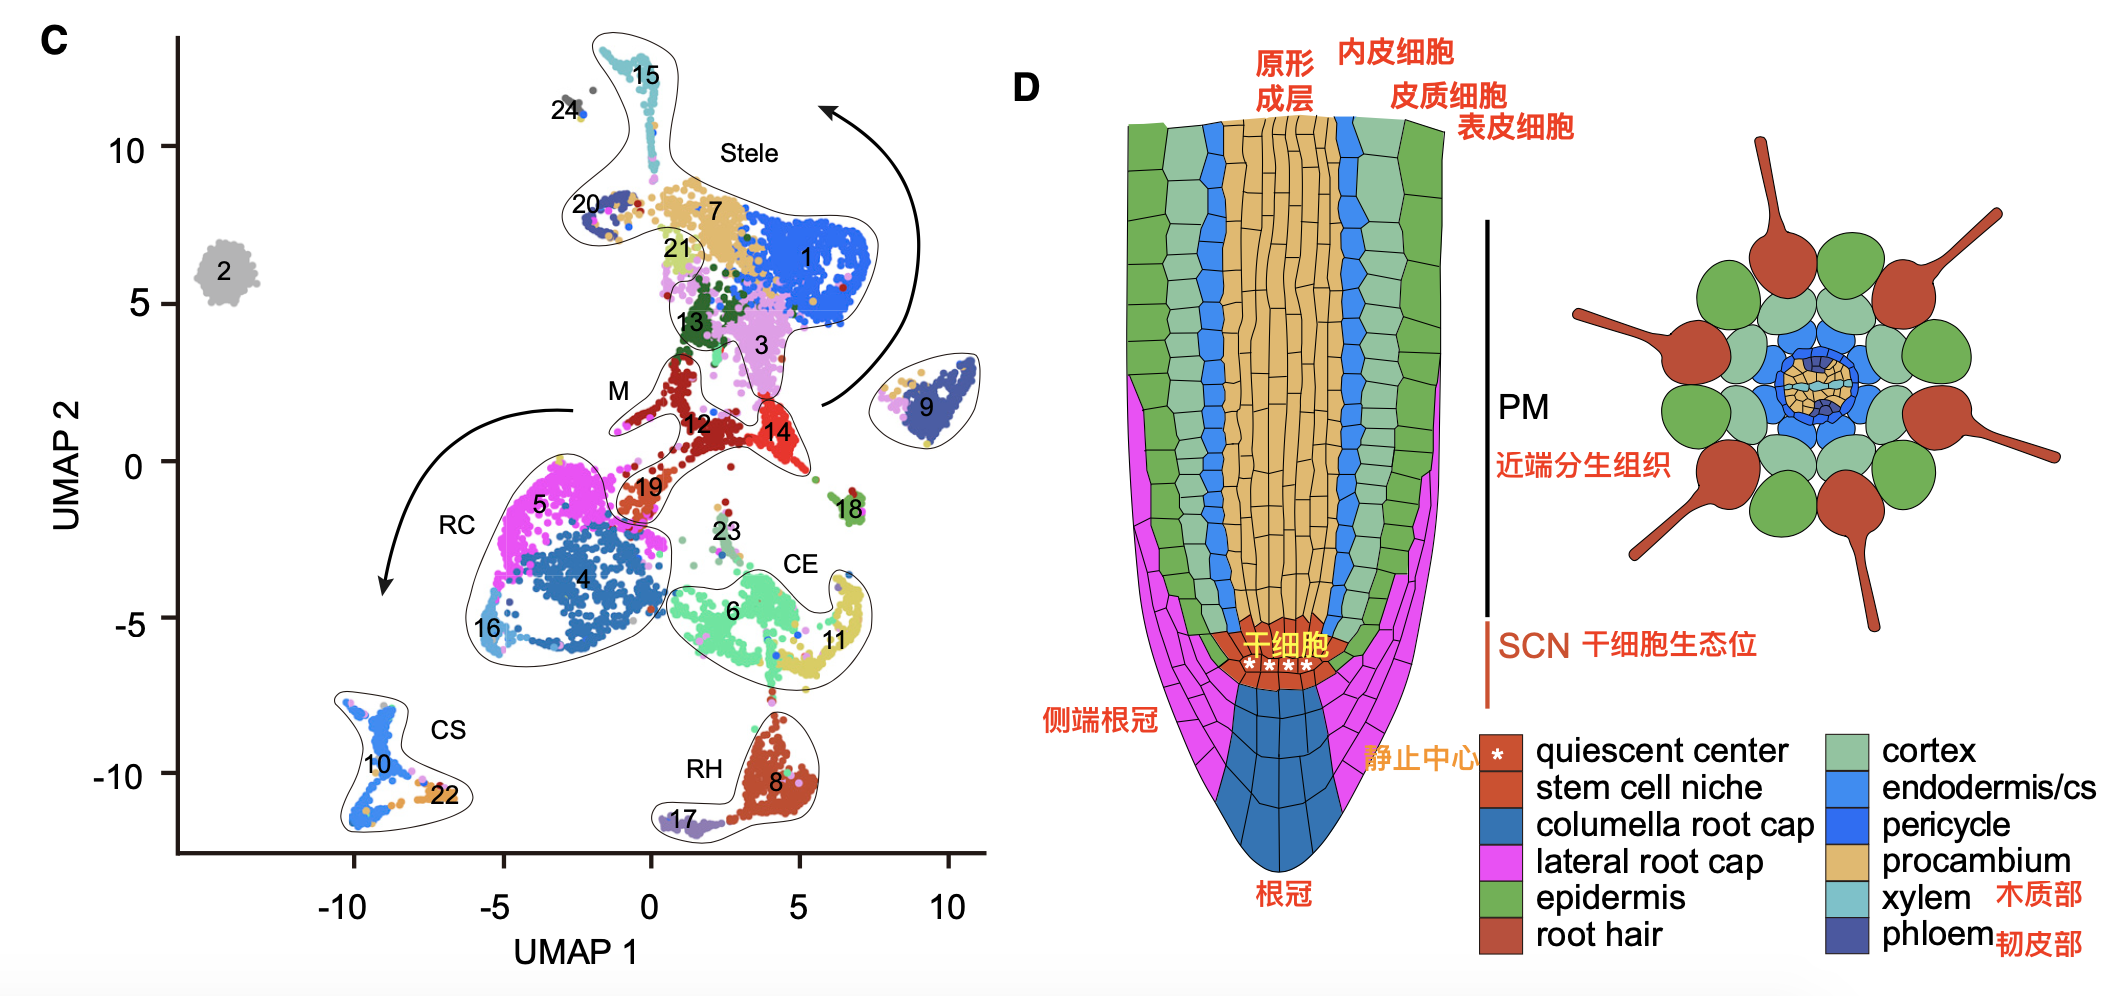 C
15
24
10
Stele
20
7
21
1
2
5
13
3
M
9
12
14
UMAP 2
0
19
5
18
RC
23
CE
4
6
-5
16
11
CS
10
RH
-10
22
8
17
-10
-5
0
5
10
UMAP 1
D
原形
成层
内皮细胞
皮质细胞
表皮细胞
PM
近端分生组织
干细胞
* * * *
SCN 干细胞生态位
侧端根冠
静止中心
根冠
* quiescent center
stem cell niche
columella root cap
lateral root cap
epidermis
root hair
cortex
endodermis/cs
pericycle
procambium
xylem 木质部
phloem 韧皮部